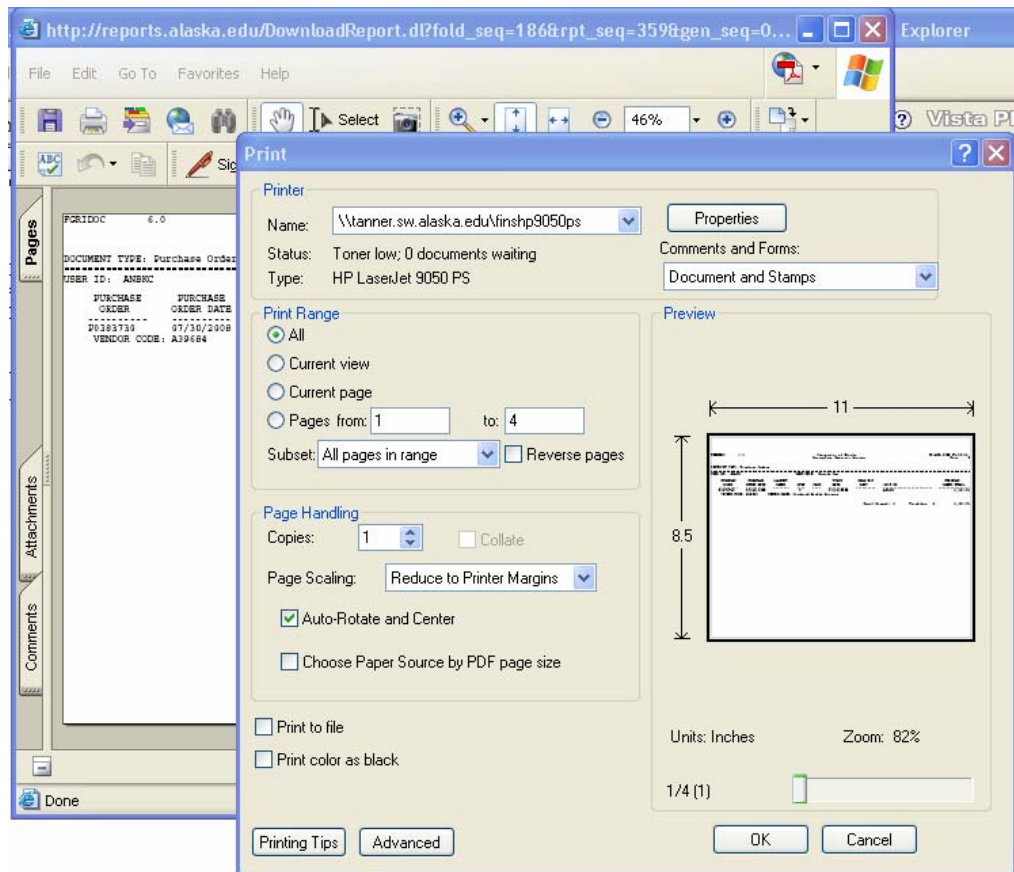 http://reports.alaska.edu/DownloadReport.dl?fold_seq=186&rpt_seq=359&gen_seq=0...
Explorer
File Edit Go To Favorites Help
Select
46%
Vista
Sig
Pages
Attachments
Comments
FGRIDOC 6.0
DOCUMENT TYPE: Purchase Order
USER ID: ANBKC
PURCHASE PURCHASE
ORDER ORDER DATE
P0383730 07/30/2008
VENDOR CODE: A39684
Done
Print
Printer
Name: \\tanner.sw.alaska.edu\finshp9050ps
Properties
Status: Toner low; 0 documents waiting
Comments and Forms:
Type: HP LaserJet 9050 PS
Document and Stamps
Print Range
All
Current view
Current page
Pages from: 1 to: 4
Subset: All pages in range
Reverse pages
Page Handling
Copies: 1
Collate
Page Scaling: Reduce to Printer Margins
Auto-Rotate and Center
Choose Paper Source by PDF page size
Print to file
Print color as black
Preview
11
8.5
Units: Inches Zoom: 82%
1/4 (1)
Printing Tips
Advanced
OK
Cancel